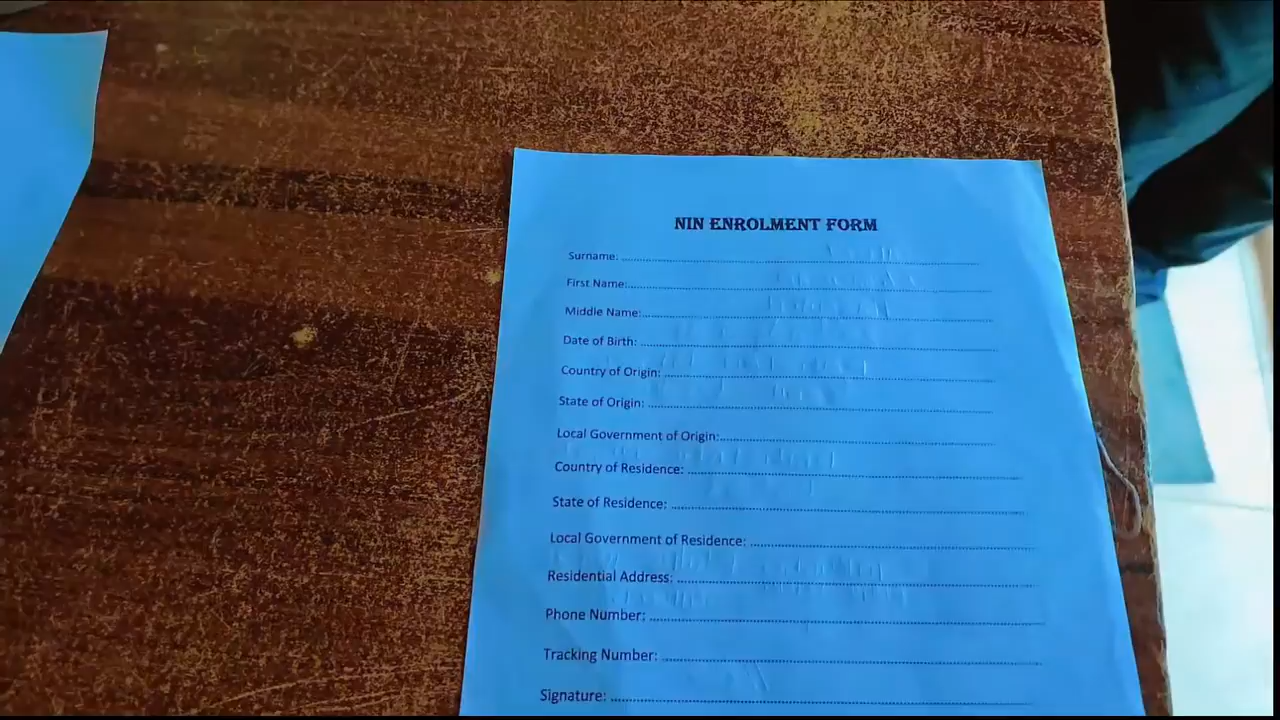 NIN ENROLMENT FORM
Surname: ..........
First Name:..........
Middle Name:..........
Date of Birth: ..........
Country of Origin: ..........
State of Origin: ..........
Local Government of Origin:..........
Country of Residence: ..........
State of Residence: ..........
Local Government of Residence: ..........
Residential Address: ..........
Phone Number: ..........
Tracking Number: ..........
Signature: ..........